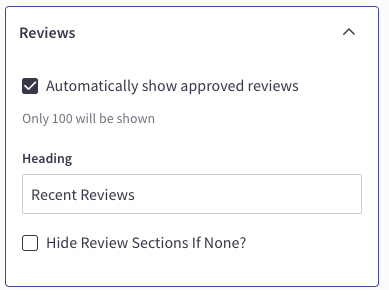 Reviews
Automatically show approved reviews
Only 100 will be shown
Heading
Recent Reviews
Hide Review Sections If None?